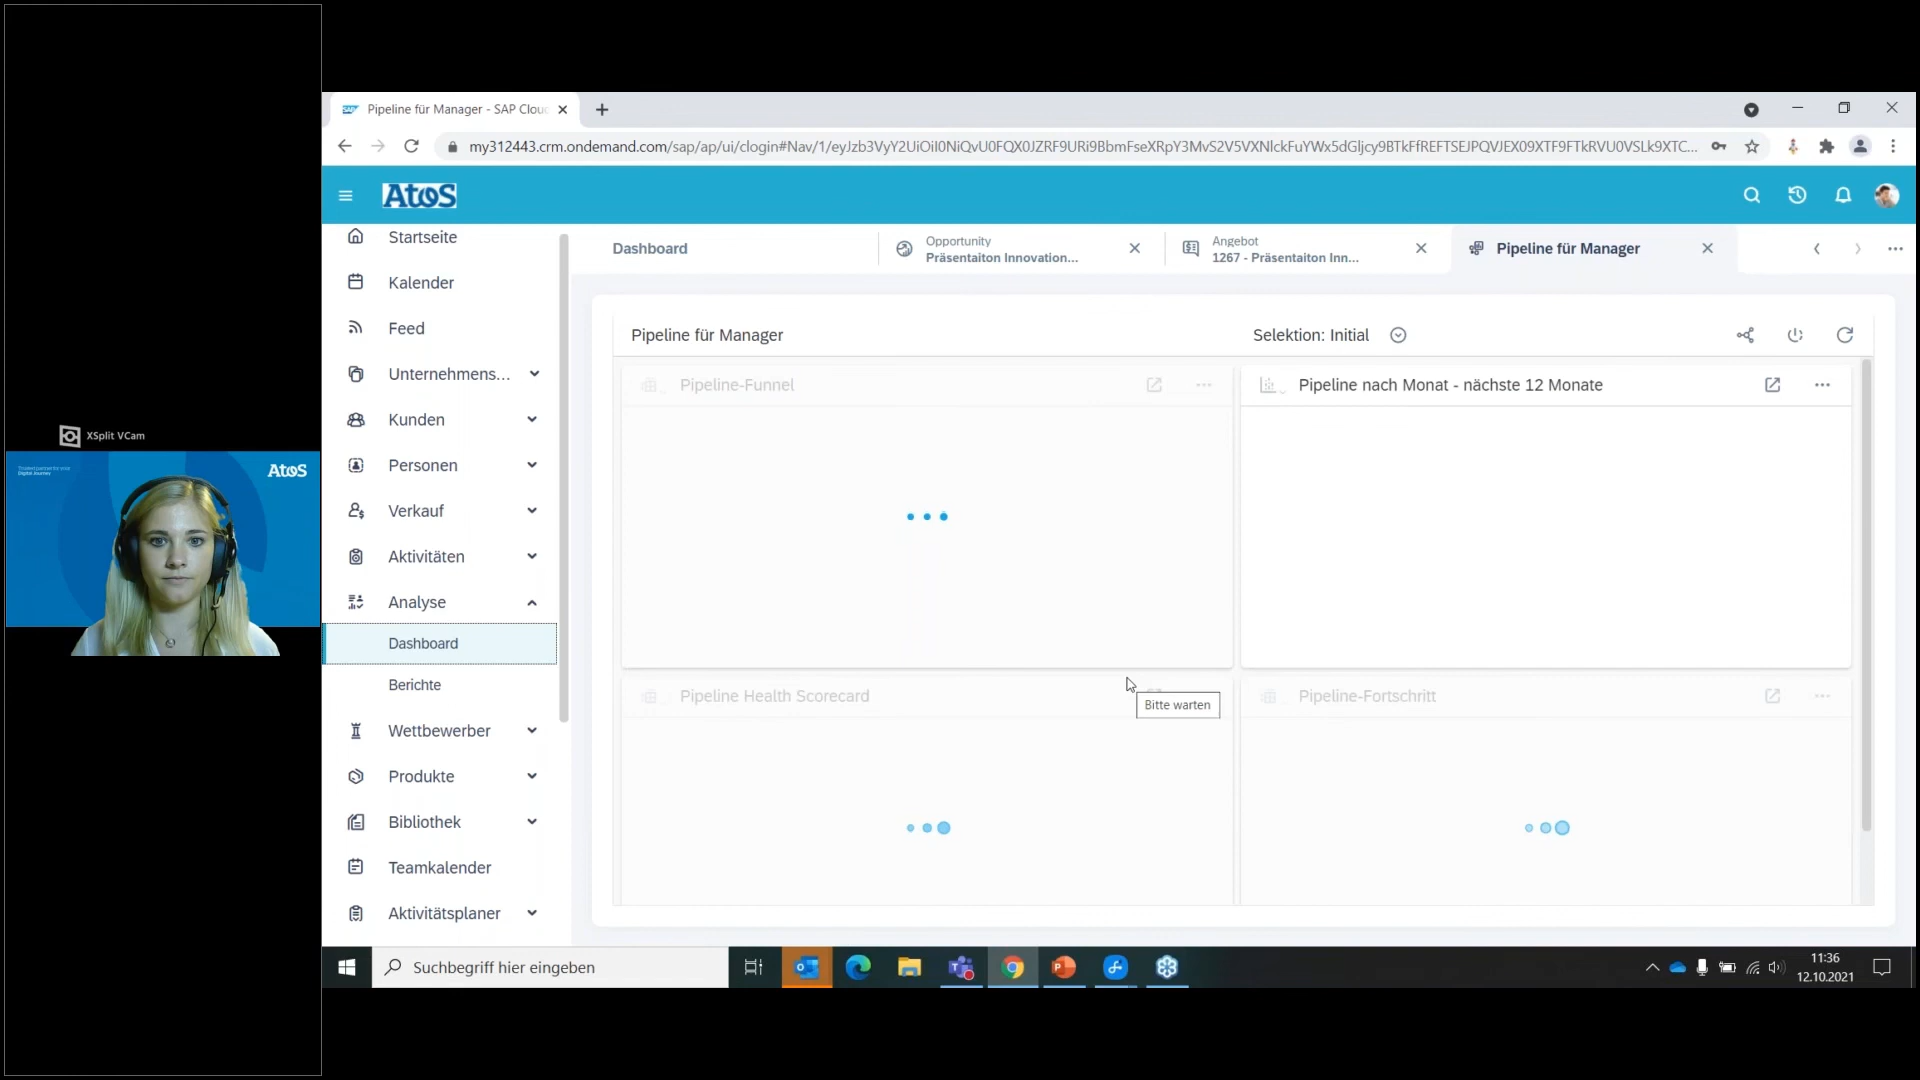 Pipeline für Manager - SAP Clou
my312443.crm.ondemand.com/sap/ap/ui/clogin#Nav/1/
Atos
Startseite
Kalender
Feed
Unternehmens...
Kunden
Personen
Verkauf
Aktivitäten
Analyse
Dashboard
Berichte
Wettbewerber
Produkte
Bibliothek
Teamkalender
Aktivitätsplaner
Dashboard
Opportunity
Präsentaiton Innovation...
Angebot
1267 - Präsentaiton Inn...
Pipeline für Manager
Pipeline für Manager
Selektion: Initial
Pipeline-Funnel
Pipeline nach Monat - nächste 12 Monate
Pipeline Health Scorecard
Bitte warten
Pipeline-Fortschritt
XSplit VCam
Atos
Suchbegriff hier eingeben
11:36
12.10.2021